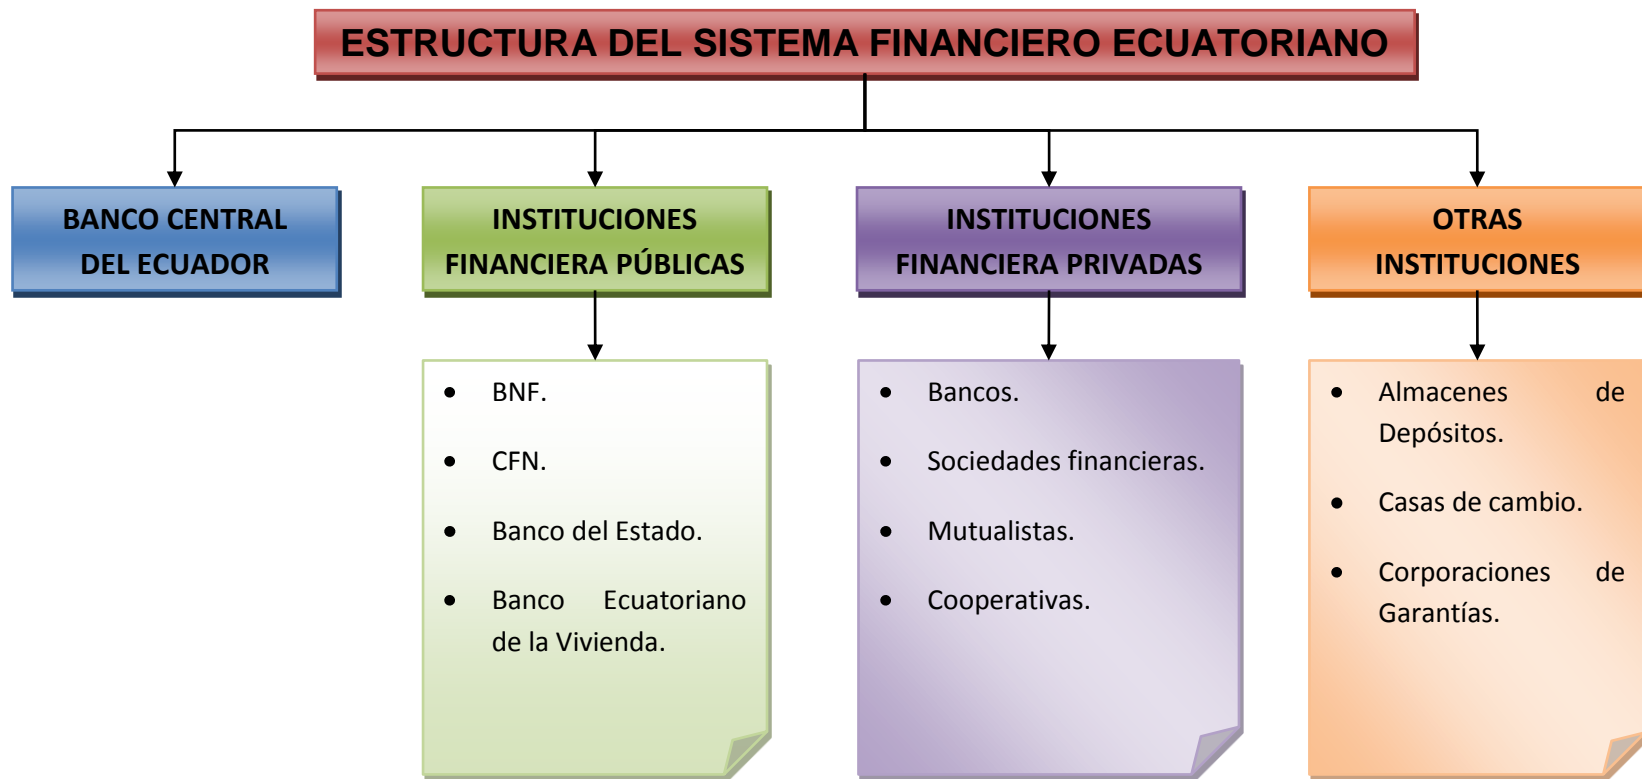 ESTRUCTURA DEL SISTEMA FINANCIERO ECUATORIANO
BANCO CENTRAL
DEL ECUADOR
INSTITUCIONES
FINANCIERA PÚBLICAS
INSTITUCIONES
FINANCIERA PRIVADAS
OTRAS
INSTITUCIONES
• BNF.
• CFN.
• Banco del Estado.
• Banco Ecuatoriano
de la Vivienda.
• Bancos.
• Sociedades financieras.
• Mutualistas.
• Cooperativas.
• Almacenes de
Depósitos.
• Casas de cambio.
• Corporaciones de
Garantías.